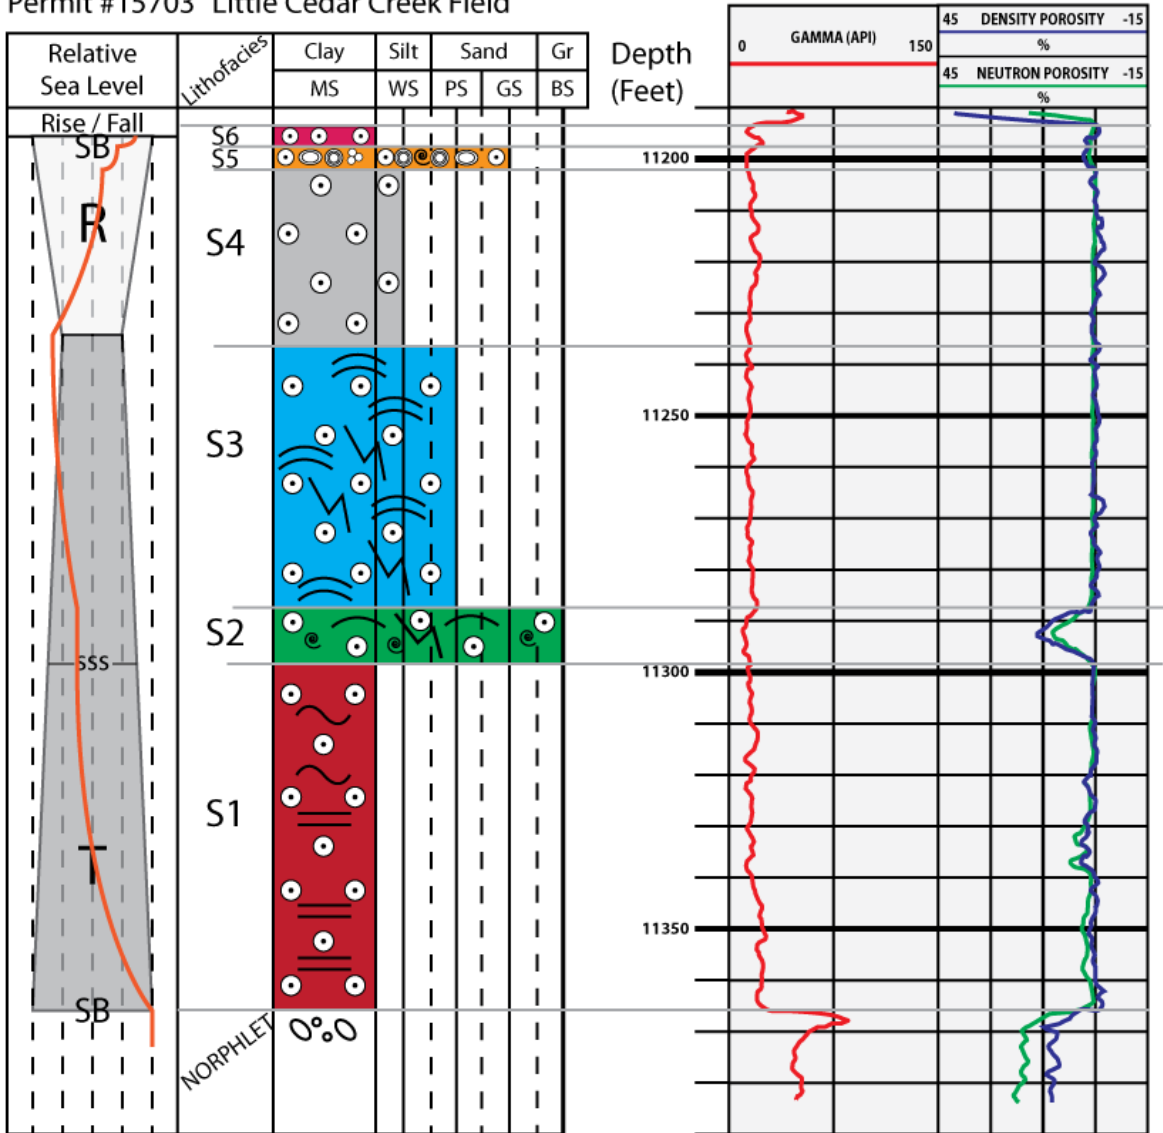 Permit #15703 Little Cedar Creek Field
Relative
Sea Level
Lithofacies
Clay Silt Sand Gr
MS WS PS GS BS
Depth
(Feet)
0 GAMMA (API) 150
45 DENSITY POROSITY -15
%
45 NEUTRON POROSITY -15
%
Rise / Fall
SB
S6
S5
11200
R
S4
11250
S3
S2
SSS
11300
S1
T
11350
SB
NORPHLET